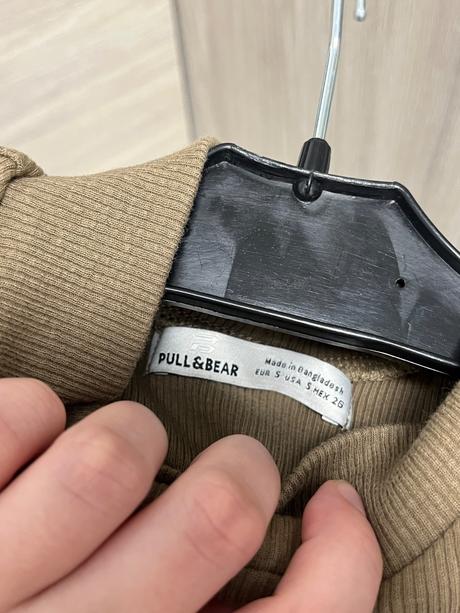 PULL&BEAR
Made in Bangladesh
EUR S USA S MEX 26